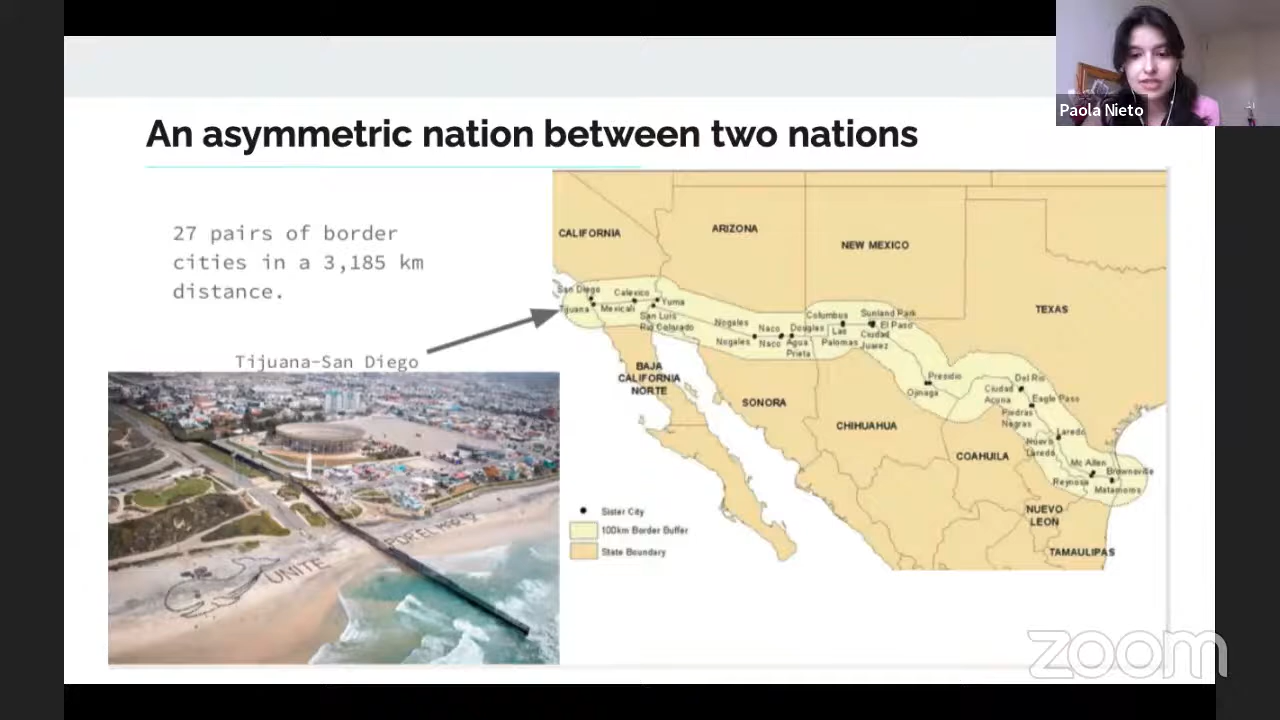 Paola Nieto
An asymmetric nation between two nations
27 pairs of border
cities in a 3,185 km
distance.
Tijuana-San Diego
CALIFORNIA
ARIZONA
NEW MEXICO
TEXAS
San Diego
Tijuana
Calexico
Mexicali
Yuma
San Luis
Rio Colorado
Nogales
Nogales
Naco
Naco
Douglas
Agua
Prieta
Columbus
Las
Palomas
Sunland Park
El Paso
Ciudad
Juarez
Presidio
Ojinaga
Del Rio
Ciudad
Acuna
Eagle Pass
Piedras
Negras
Laredo
Nuevo
Laredo
Mc Allen
Reynosa
Brownsville
Matamoros
BAJA
CALIFORNIA
NORTE
SONORA
CHIHUAHUA
COAHUILA
NUEVO
LEON
TAMAULIPAS
Sister City
100km Border Buffer
State Boundary
UNITE
zoom